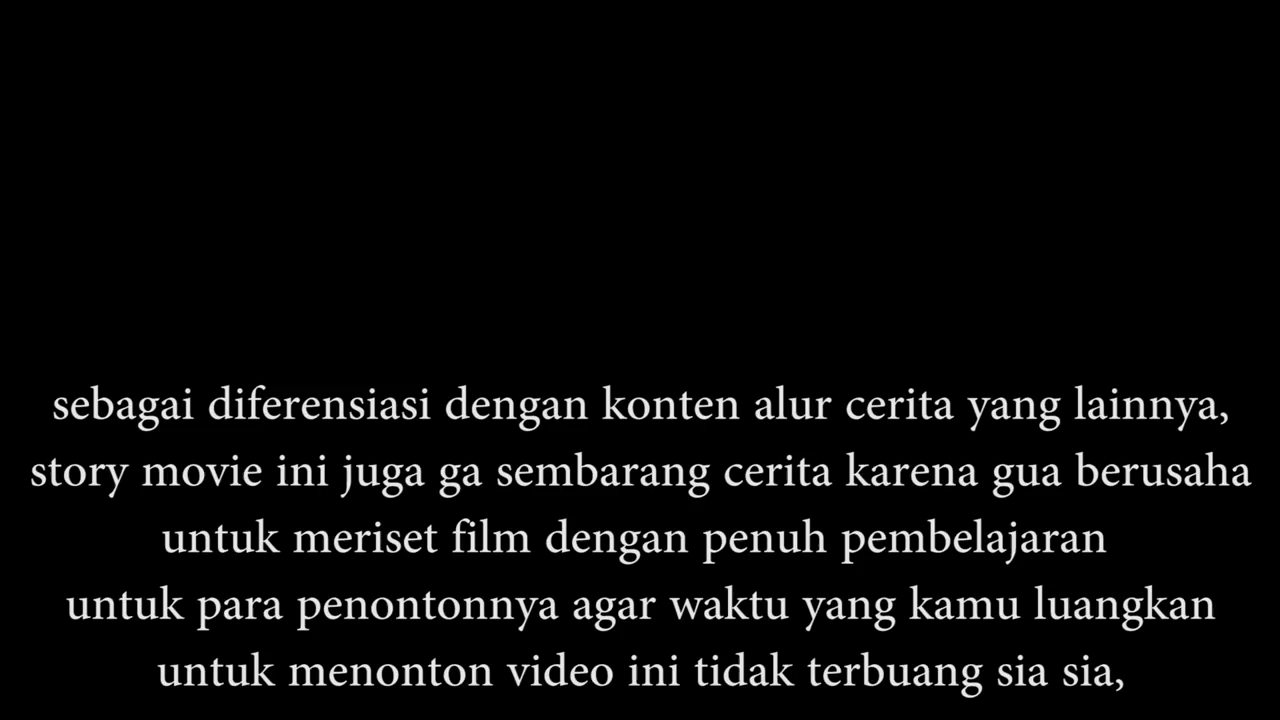 sebagai diferensiasi dengan konten alur cerita yang lainnya,
story movie ini juga ga sembarang cerita karena gua berusaha
untuk meriset film dengan penuh pembelajaran
untuk para penontonnya agar waktu yang kamu luangkan
untuk menonton video ini tidak terbuang sia sia,